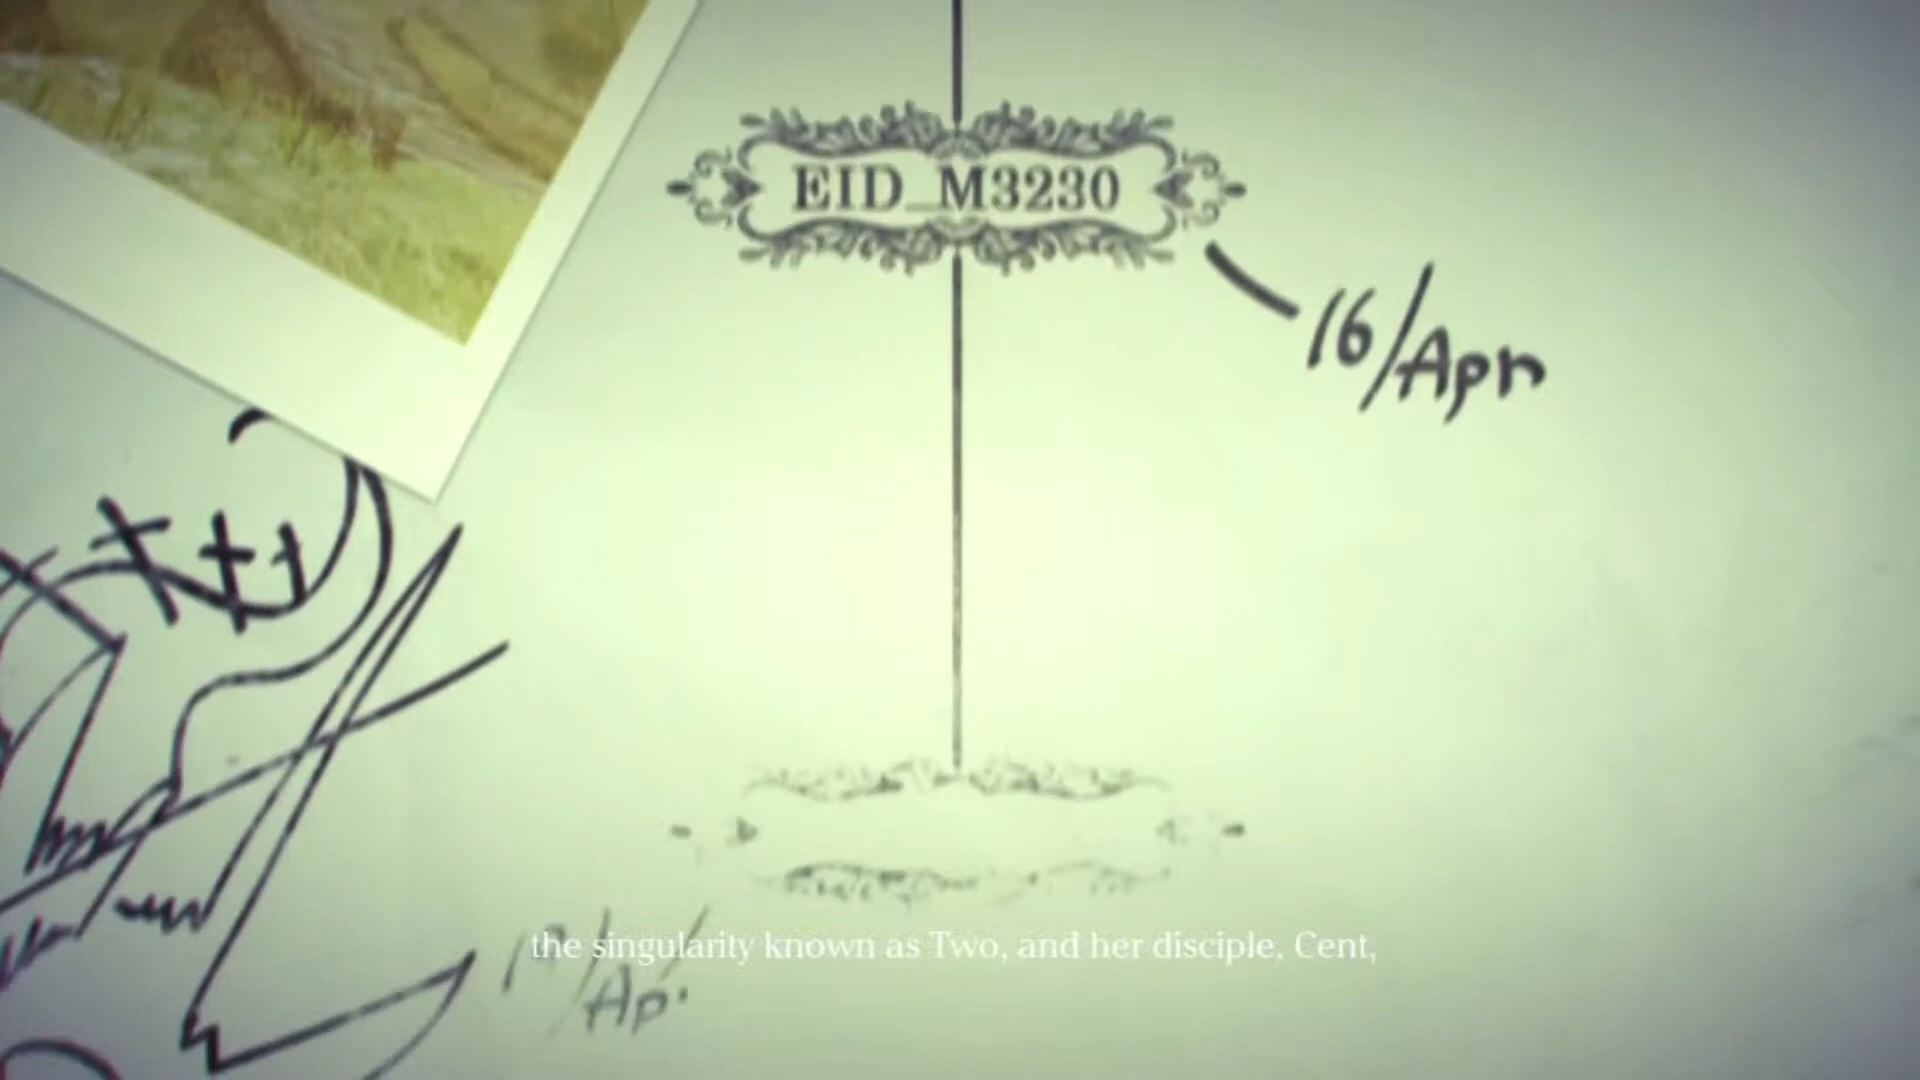 EID_M3230
16/Apr
the singularity known as Two, and her disciple, Cent,